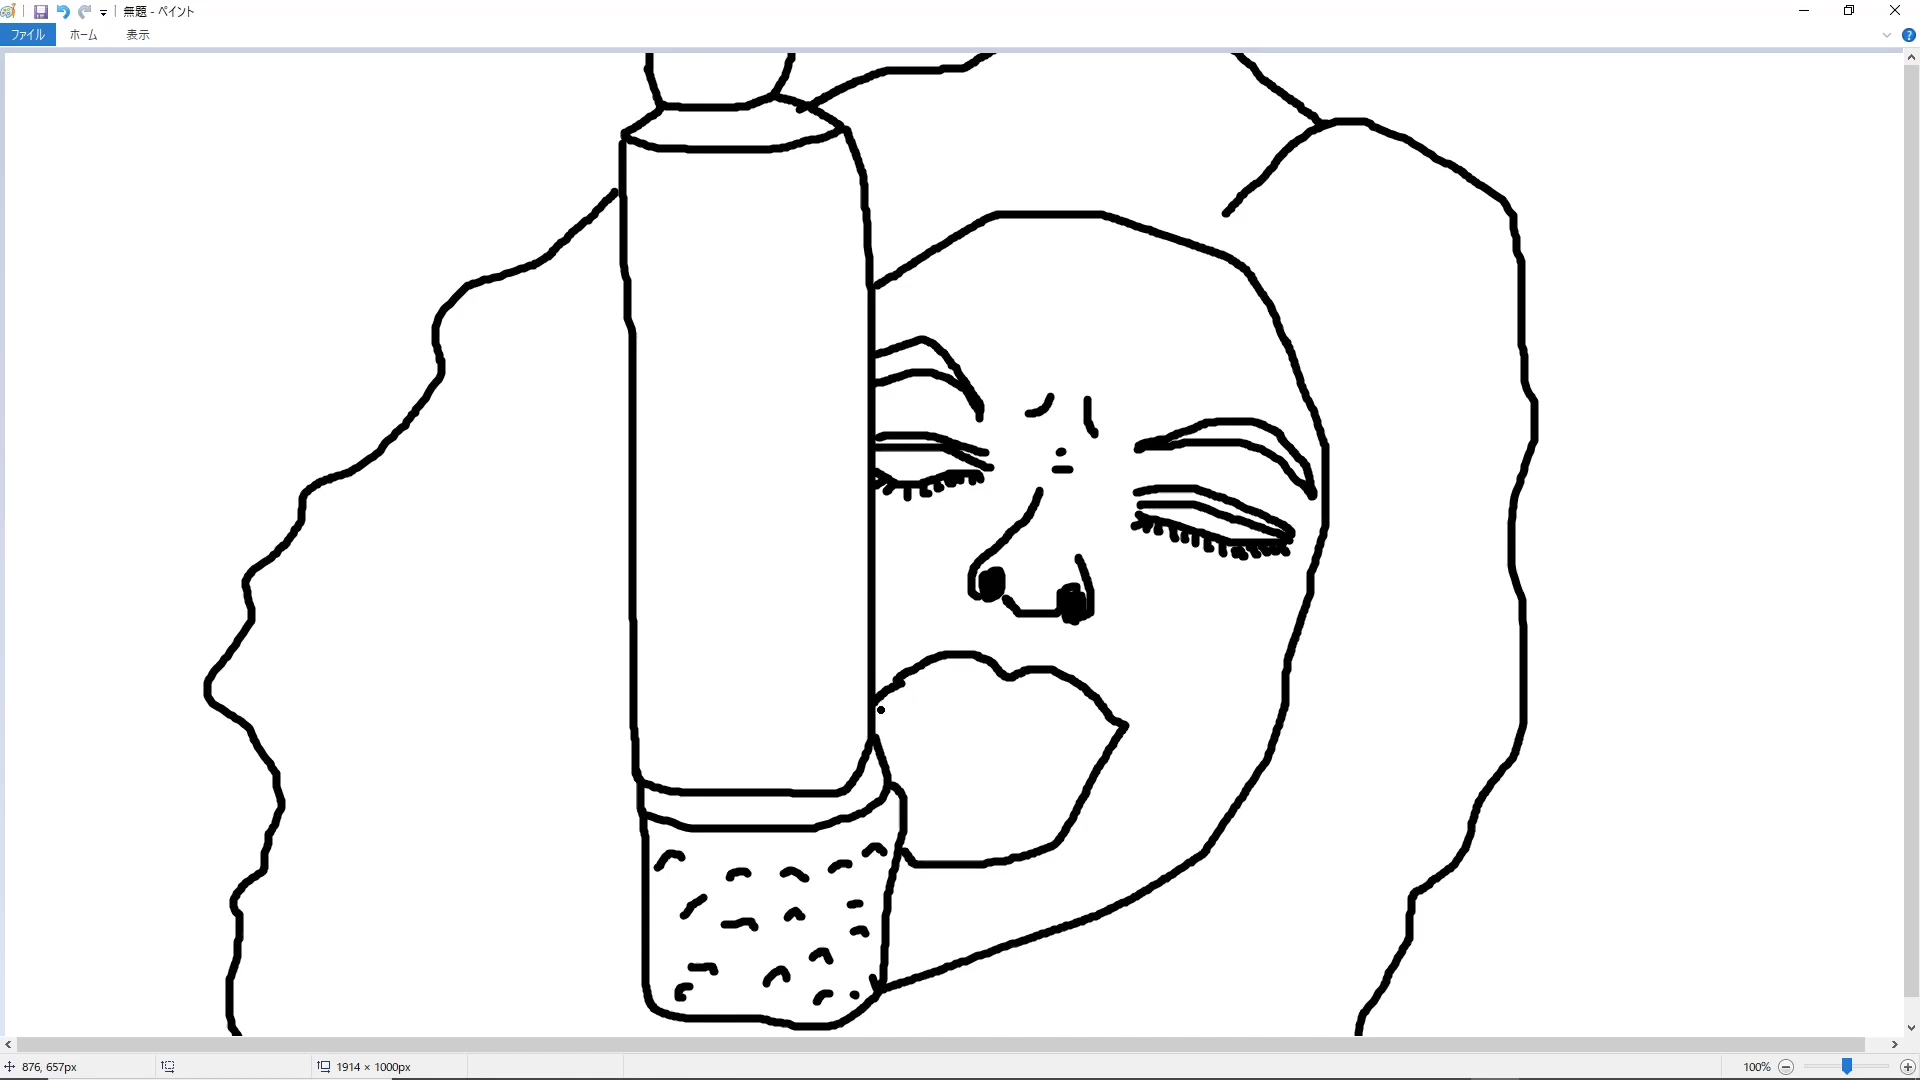 無題 - ペイント
ファイル ホーム 表示
876, 657px 1914 × 1000px 100%